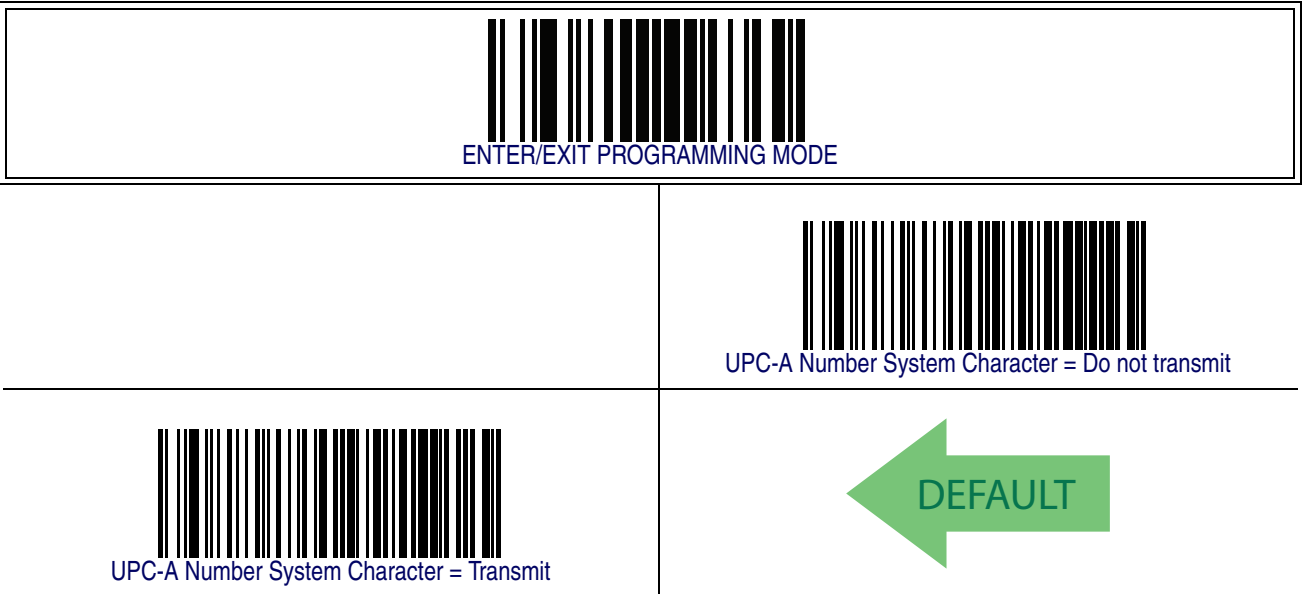 ENTER/EXIT PROGRAMMING MODE
UPC-A Number System Character = Do not transmit
UPC-A Number System Character = Transmit
DEFAULT